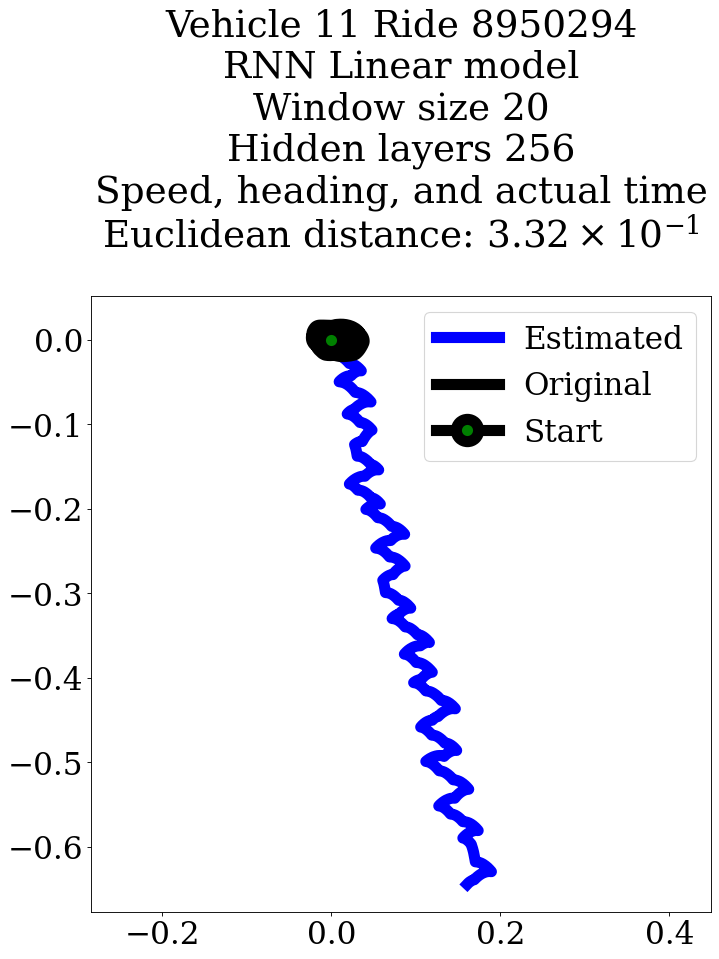 Vehicle 11 Ride 8950294
RNN Linear model
Window size 20
Hidden layers 256
Speed, heading, and actual time
Euclidean distance: 3.32 × 10⁻¹
Estimated
Original
Start
0.0
−0.1
−0.2
−0.3
−0.4
−0.5
−0.6
−0.2
0.0
0.2
0.4